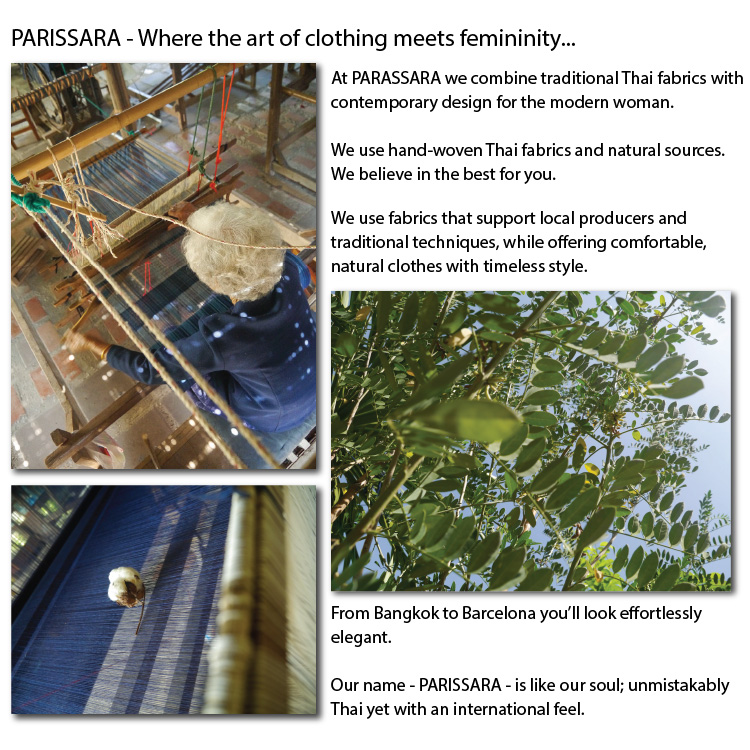 PARISSARA - Where the art of clothing meets femininity...
At PARASSARA we combine traditional Thai fabrics with
contemporary design for the modern woman.
We use hand-woven Thai fabrics and natural sources.
We believe in the best for you.
We use fabrics that support local producers and
traditional techniques, while offering comfortable,
natural clothes with timeless style.
From Bangkok to Barcelona you’ll look effortlessly
elegant.
Our name - PARISSARA - is like our soul; unmistakably
Thai yet with an international feel.